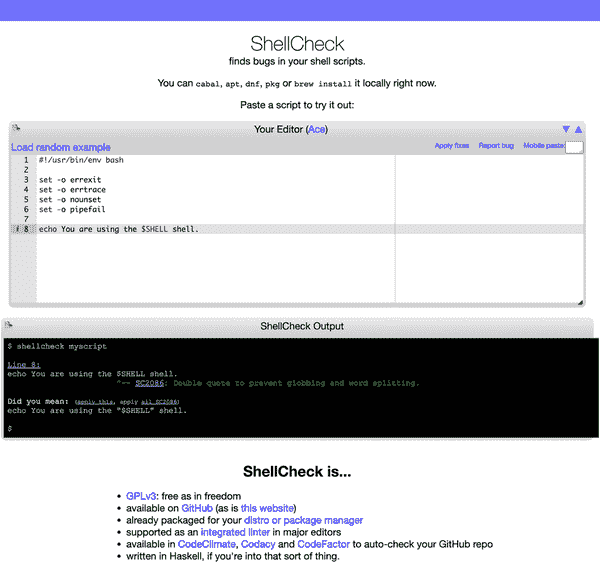 ShellCheck
finds bugs in your shell scripts.
You can cabal, apt, dnf, pkg or brew install it locally right now.
Paste a script to try it out:
Your Editor (Ace)
▼ ▲
Load random example
Apply fixes Report bug Mobile paste:
1 #!/usr/bin/env bash
2
3 set -o errexit
4 set -o errtrace
5 set -o nounset
6 set -o pipefail
7
i 8 echo You are using the $SHELL shell.
ShellCheck Output
$ shellcheck myscript
Line 8:
echo You are using the $SHELL shell.
^-- SC2086: Double quote to prevent globbing and word splitting.
Did you mean: (apply this, apply all SC2086)
echo You are using the "$SHELL" shell.
$
ShellCheck is...
• GPLv3: free as in freedom
• available on GitHub (as is this website)
• already packaged for your distro or package manager
• supported as an integrated linter in major editors
• available in CodeClimate, Codacy and CodeFactor to auto-check your GitHub repo
• written in Haskell, if you're into that sort of thing.